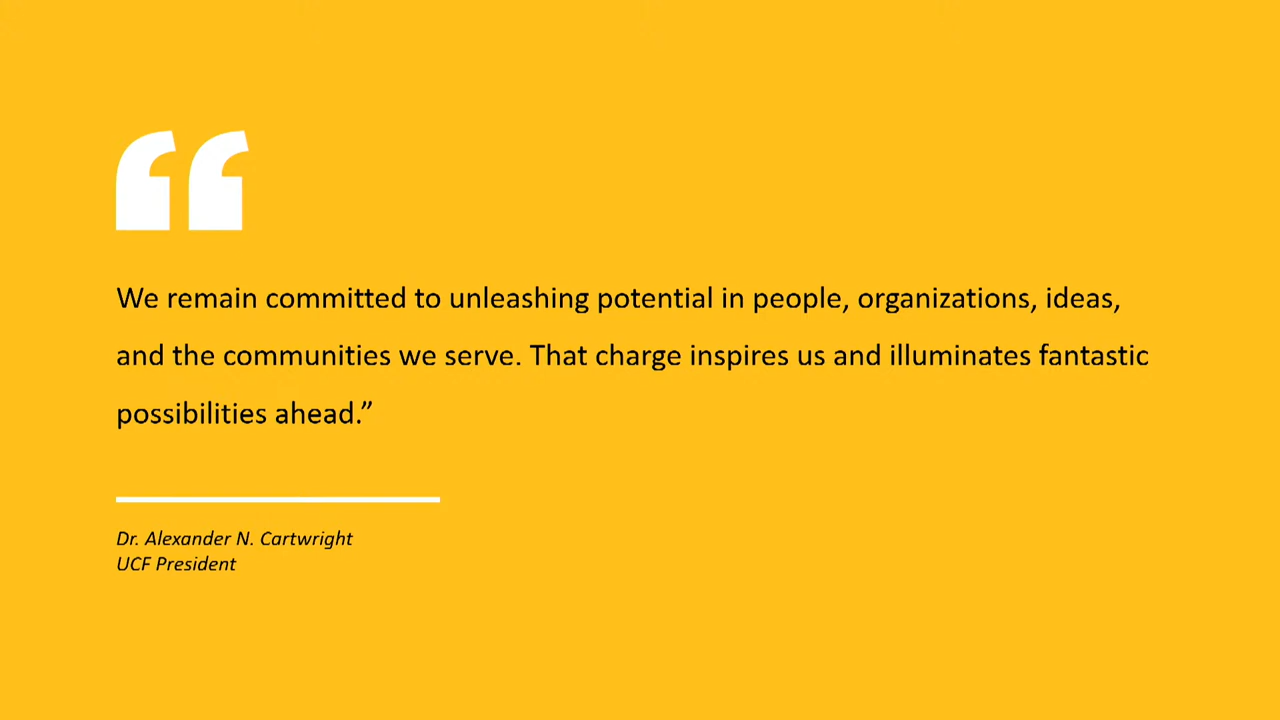 “
We remain committed to unleashing potential in people, organizations, ideas,
and the communities we serve. That charge inspires us and illuminates fantastic
possibilities ahead.”
Dr. Alexander N. Cartwright
UCF President